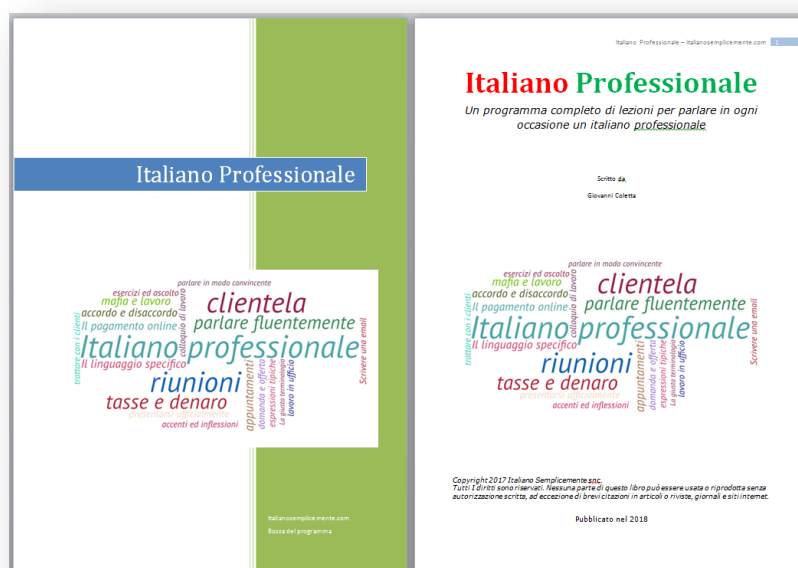 Italiano Professionale
parlare in modo convincente
esercizi ed ascolto
mafia e lavoro
clientela
accordo e disaccordo
colloquio di lavoro
Il pagamento online
parlare fluentemente
trattare con i clienti
Italiano professionale
Scrivere una email
Il linguaggio specifico
riunioni
appuntamenti
domanda e offerta
espressioni tipiche
La giusta terminologia
lavoro in ufficio
tasse e denaro
presentarsi ufficialmente
accenti ed inflessioni
Italianosemplicemente.com
Bossa del programma
Italiano Professionale – Italianosemplicemente.com 1
Italiano Professionale
Un programma completo di lezioni per parlare in ogni
occasione un italiano professionale
Scritto da
Giovanni Coletta
parlare in modo convincente
esercizi ed ascolto
mafia e lavoro
clientela
accordo e disaccordo
colloquio di lavoro
Il pagamento online
parlare fluentemente
trattare con i clienti
Italiano professionale
Scrivere una email
Il linguaggio specifico
riunioni
appuntamenti
domanda e offerta
espressioni tipiche
La giusta terminologia
lavoro in ufficio
tasse e denaro
presentarsi ufficialmente
accenti ed inflessioni
Copyright 2017 Italiano Semplicemente snc.
Tutti I diritti sono riservati. Nessuna parte di questo libro può essere usata o riprodotta senza
autorizzazione scritta, ad eccezione di brevi citazioni in articoli o riviste, giornali e siti internet.
Pubblicato nel 2018